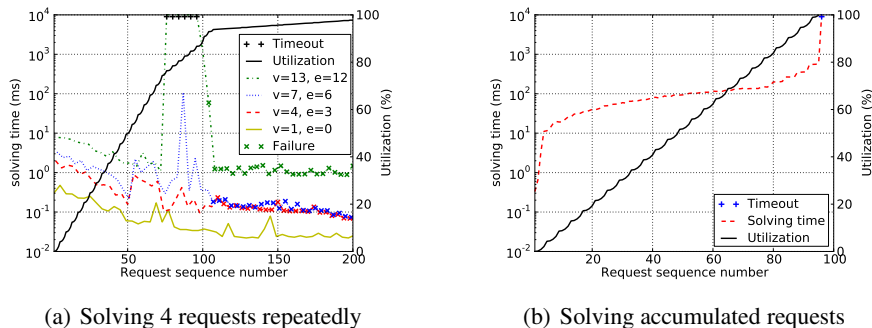 10^4
10^3
10^2
10^1
10^0
10^-1
10^-2
solving time (ms)
50
100
150
200
Request sequence number
100
80
60
40
20
0
Utilization (%)
Timeout
Utilization
v=13, e=12
v=7, e=6
v=4, e=3
v=1, e=0
Failure
(a) Solving 4 requests repeatedly
10^4
10^3
10^2
10^1
10^0
10^-1
10^-2
solving time (ms)
20
40
60
80
100
Request sequence number
100
80
60
40
20
0
Utilization (%)
Timeout
Solving time
Utilization
(b) Solving accumulated requests